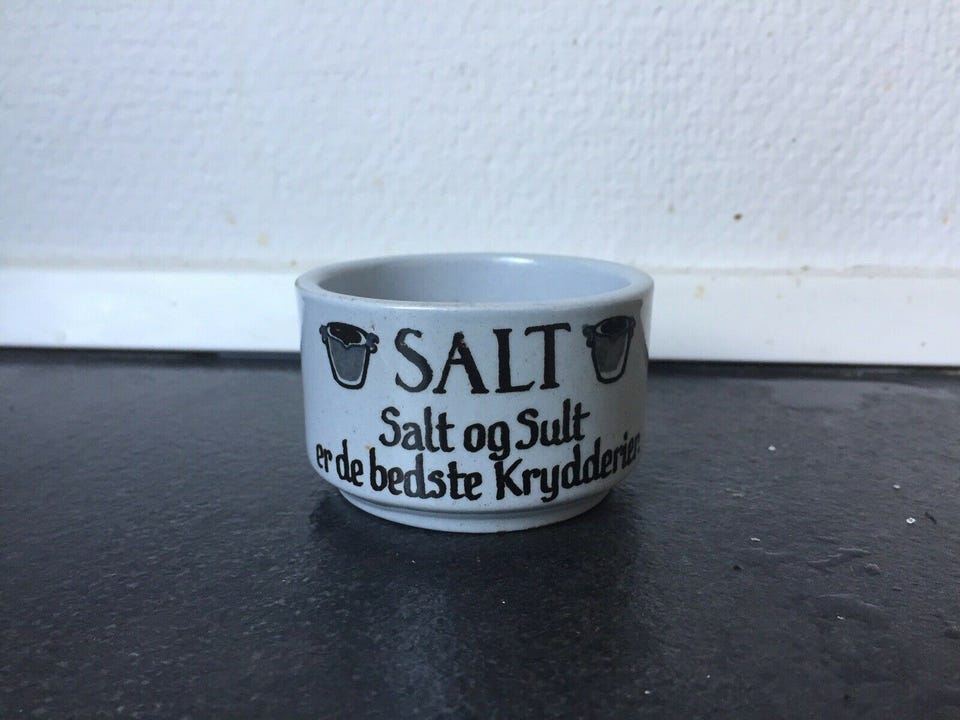 SALT
Salt og Sult
er de bedste Krydderier.